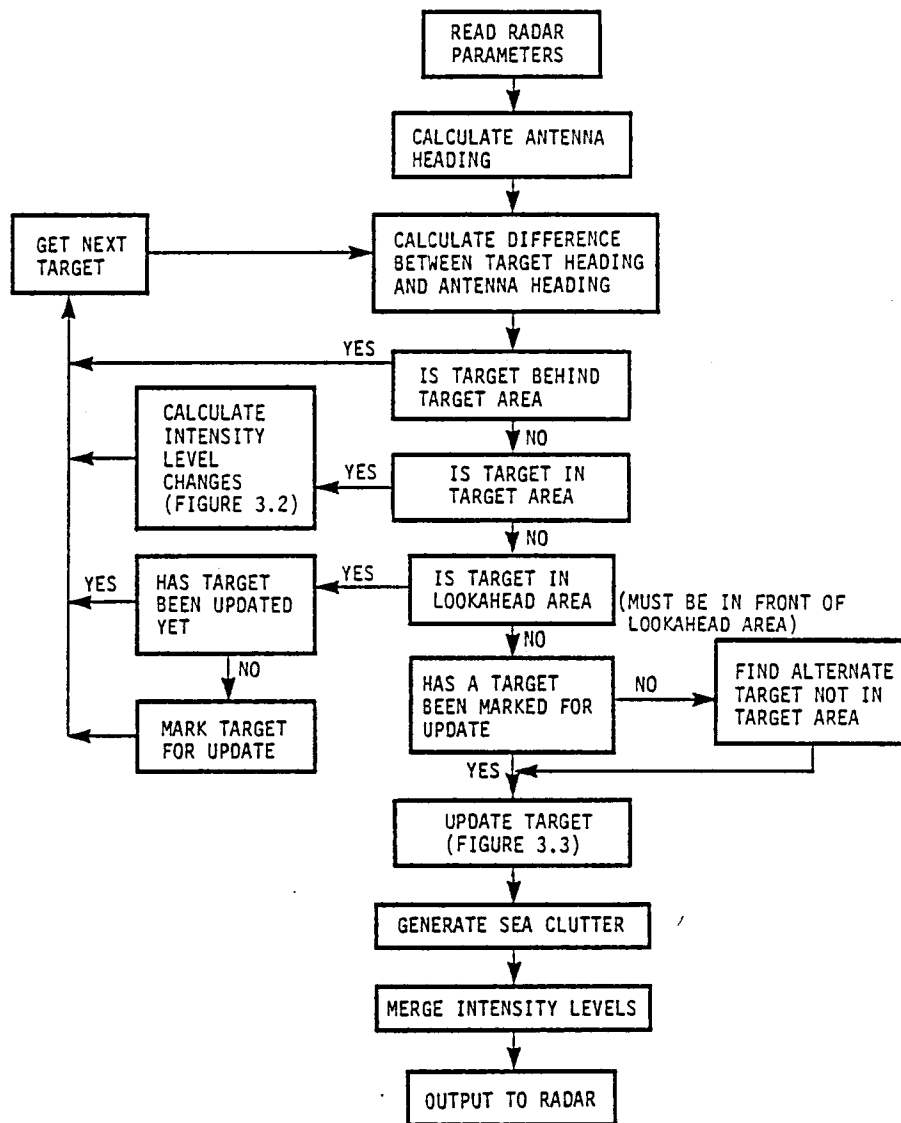 READ RADAR
PARAMETERS
CALCULATE ANTENNA
HEADING
GET NEXT
TARGET
CALCULATE DIFFERENCE
BETWEEN TARGET HEADING
AND ANTENNA HEADING
YES
IS TARGET BEHIND
TARGET AREA
NO
CALCULATE
INTENSITY
LEVEL
CHANGES
(FIGURE 3.2)
YES
IS TARGET IN
TARGET AREA
NO
YES
HAS TARGET
BEEN UPDATED
YET
YES
IS TARGET IN
LOOKAHEAD AREA
(MUST BE IN FRONT OF
LOOKAHEAD AREA)
NO
NO
MARK TARGET
FOR UPDATE
HAS A TARGET
BEEN MARKED FOR
UPDATE
NO
FIND ALTERNATE
TARGET NOT IN
TARGET AREA
YES
UPDATE TARGET
(FIGURE 3.3)
GENERATE SEA CLUTTER
MERGE INTENSITY LEVELS
OUTPUT TO RADAR